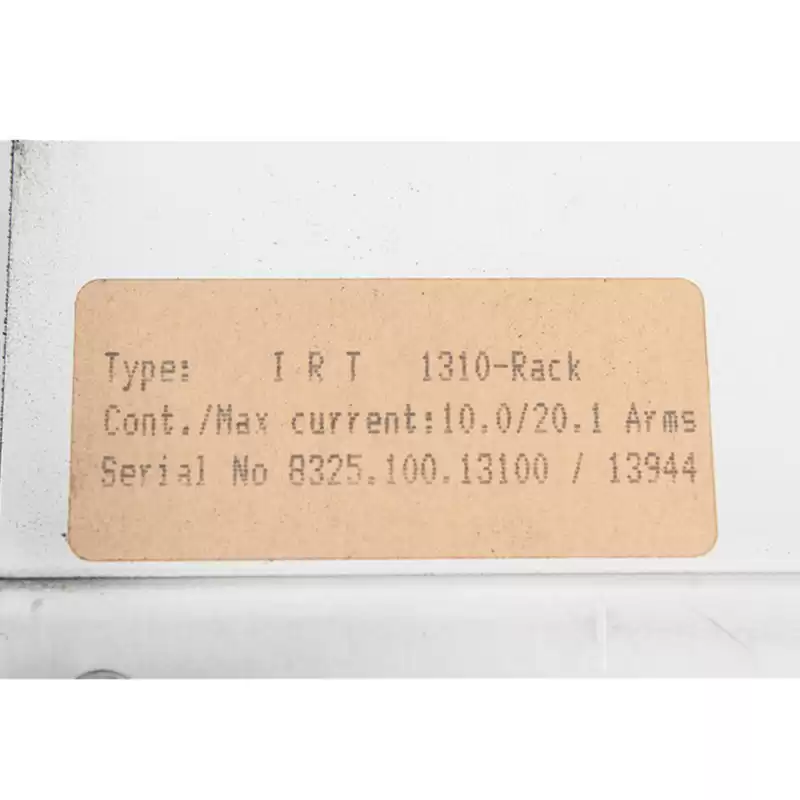 Type: I R T 1310-Rack
Cont./Max current:10.0/20.1 Arms
Serial No 8325.100.13100 / 13944